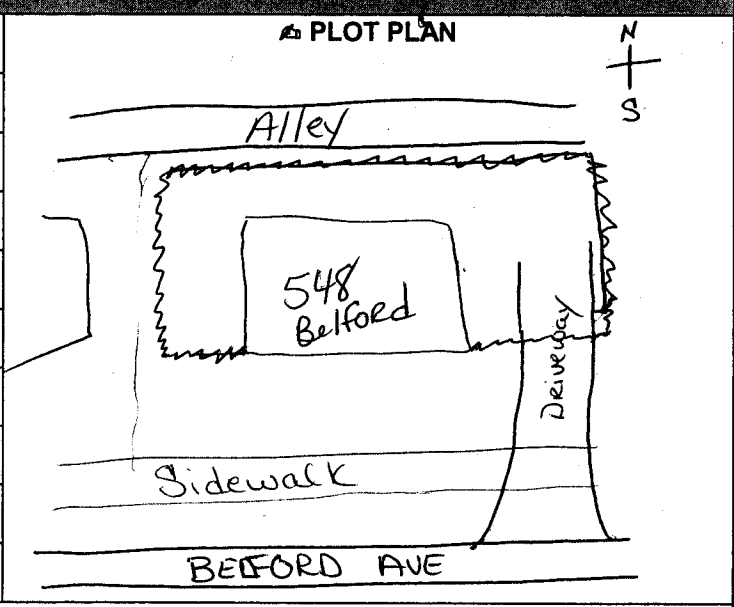 ✍ PLOT PLAN
N
S
Alley
548
Belford
Driveway
Sidewalk
BELFORD AVE